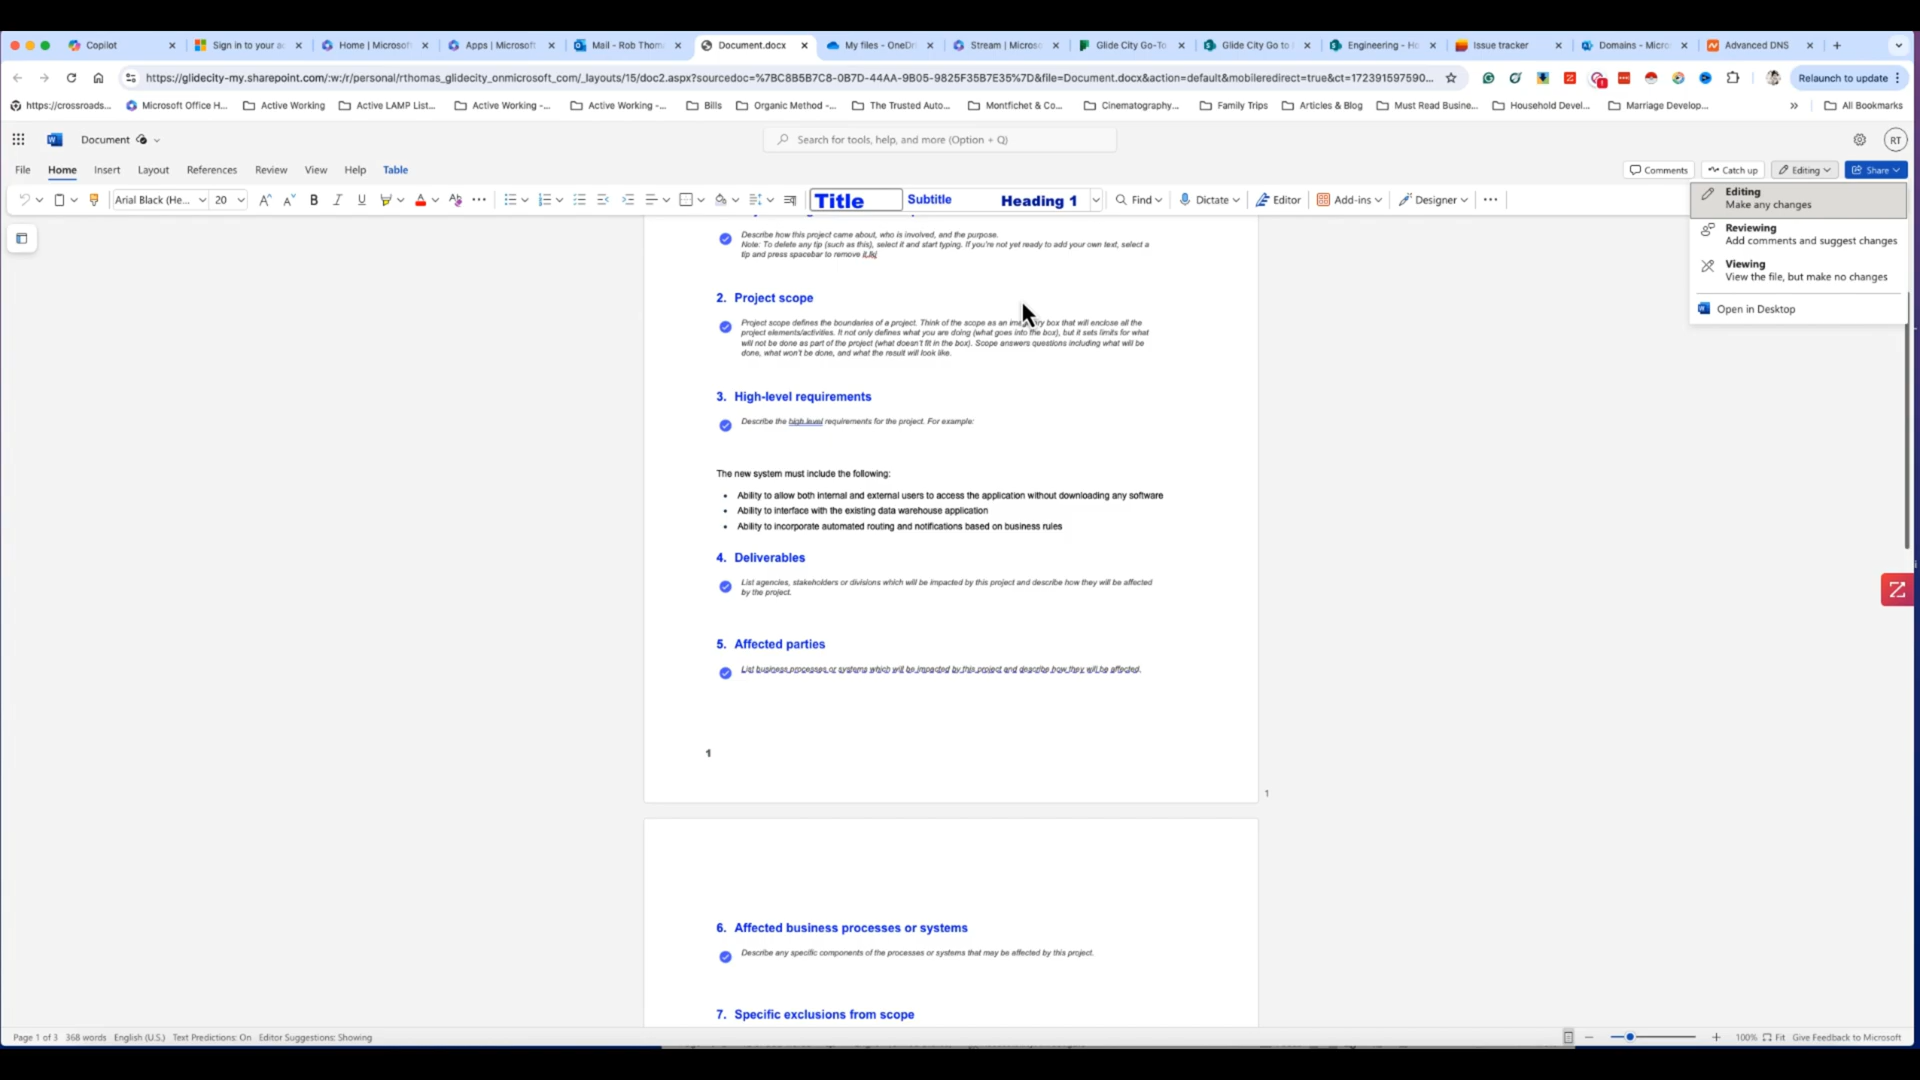 Copilot
Sign in to your a
Home | Microsof
Apps | Microsoft
Mail - Rob Thom
Document.docx
My files - OneDr
Stream | Micros
Glide City Go-To
Glide City Go to
Engineering - Ho
Issue tracker
Domains - Micro
Advanced DNS
https://glidecity-my.sharepoint.com/:w:/r/personal/rthomas_glidecity_onmicrosoft_com/_layouts/15/doc2.aspx?sourcedoc=%7BC8B5B7C8-0B7D-44AA-9B05-9825F35B7E35%7D&file=Document.docx&action=default&mobileredirect=true&ct=172391597590...
Relaunch to update
https://crossroads...
Microsoft Office H...
Active Working
Active LAMP List...
Active Working -...
Active Working -...
Bills
Organic Method -...
The Trusted Auto...
Montfichet & Co...
Cinematography...
Family Trips
Articles & Blog
Must Read Busine...
Household Devel...
Marriage Develop...
All Bookmarks
Document
Search for tools, help, and more (Option + Q)
RT
File Home Insert Layout References Review View Help Table
Comments
Catch up
Editing
Share
Arial Black (He...
20
Title
Subtitle
Heading 1
Find
Dictate
Editor
Add-ins
Designer
Editing
Make any changes
Reviewing
Add comments and suggest changes
Viewing
View the file, but make no changes
Open in Desktop
Describe how this project came about, who is involved, and the purpose.
Note: To delete any tip (such as this), select it and start typing. If you're not yet ready to add your own text, select a
tip and press spacebar to remove
2. Project scope
Project scope defines the boundaries of a project. Think of the scope as an box that will enclose all the
project elements/activities. It not only defines what you are doing (what goes into the box), but it sets limits for what
will not be done as part of the project (what doesn't fit in the box). Scope answers questions including what will be
done, what won't be done, and what the result will look like.
3. High-level requirements
Describe the high level requirements for the project. For example:
The new system must include the following:
• Ability to allow both internal and external users to access the application without downloading any software
• Ability to interface with the existing data warehouse application
• Ability to incorporate automated routing and notifications based on business rules
4. Deliverables
List agencies, stakeholders or divisions which will be impacted by this project and describe how they will be affected
by the project.
5. Affected parties
List business processes or systems which will be impacted by this project and describe how they will be affected.
1
1
6. Affected business processes or systems
Describe any specific components of the processes or systems that may be affected by this project.
7. Specific exclusions from scope
Page 1 of 3 368 words English (U.S.) Text Predictions: On Editor Suggestions: Showing
100% Fit Give Feedback to Microsoft